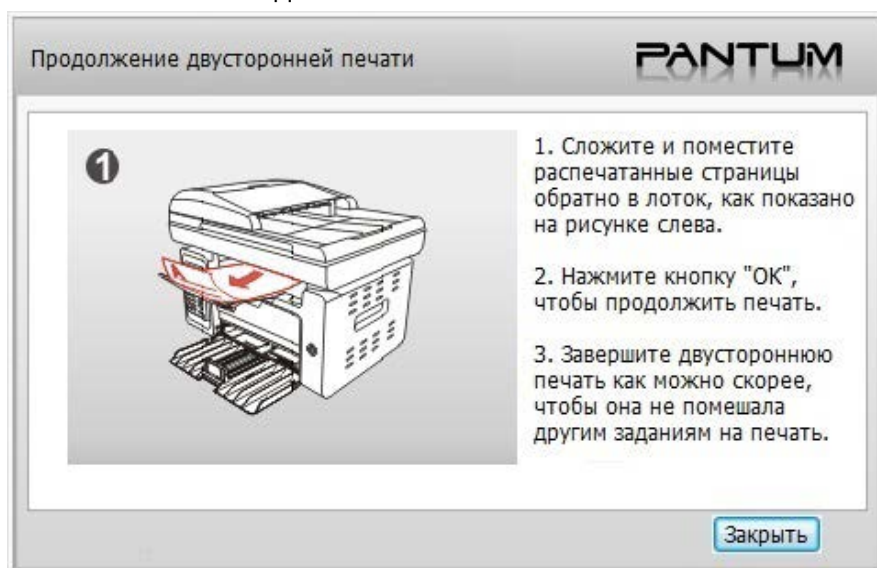 Продолжение двусторонней печати
PANTUM
1
1. Сложите и поместите
распечатанные страницы
обратно в лоток, как показано
на рисунке слева.
2. Нажмите кнопку "OK",
чтобы продолжить печать.
3. Завершите двустороннюю
печать как можно скорее,
чтобы она не помешала
другим заданиям на печать.
Закрыть